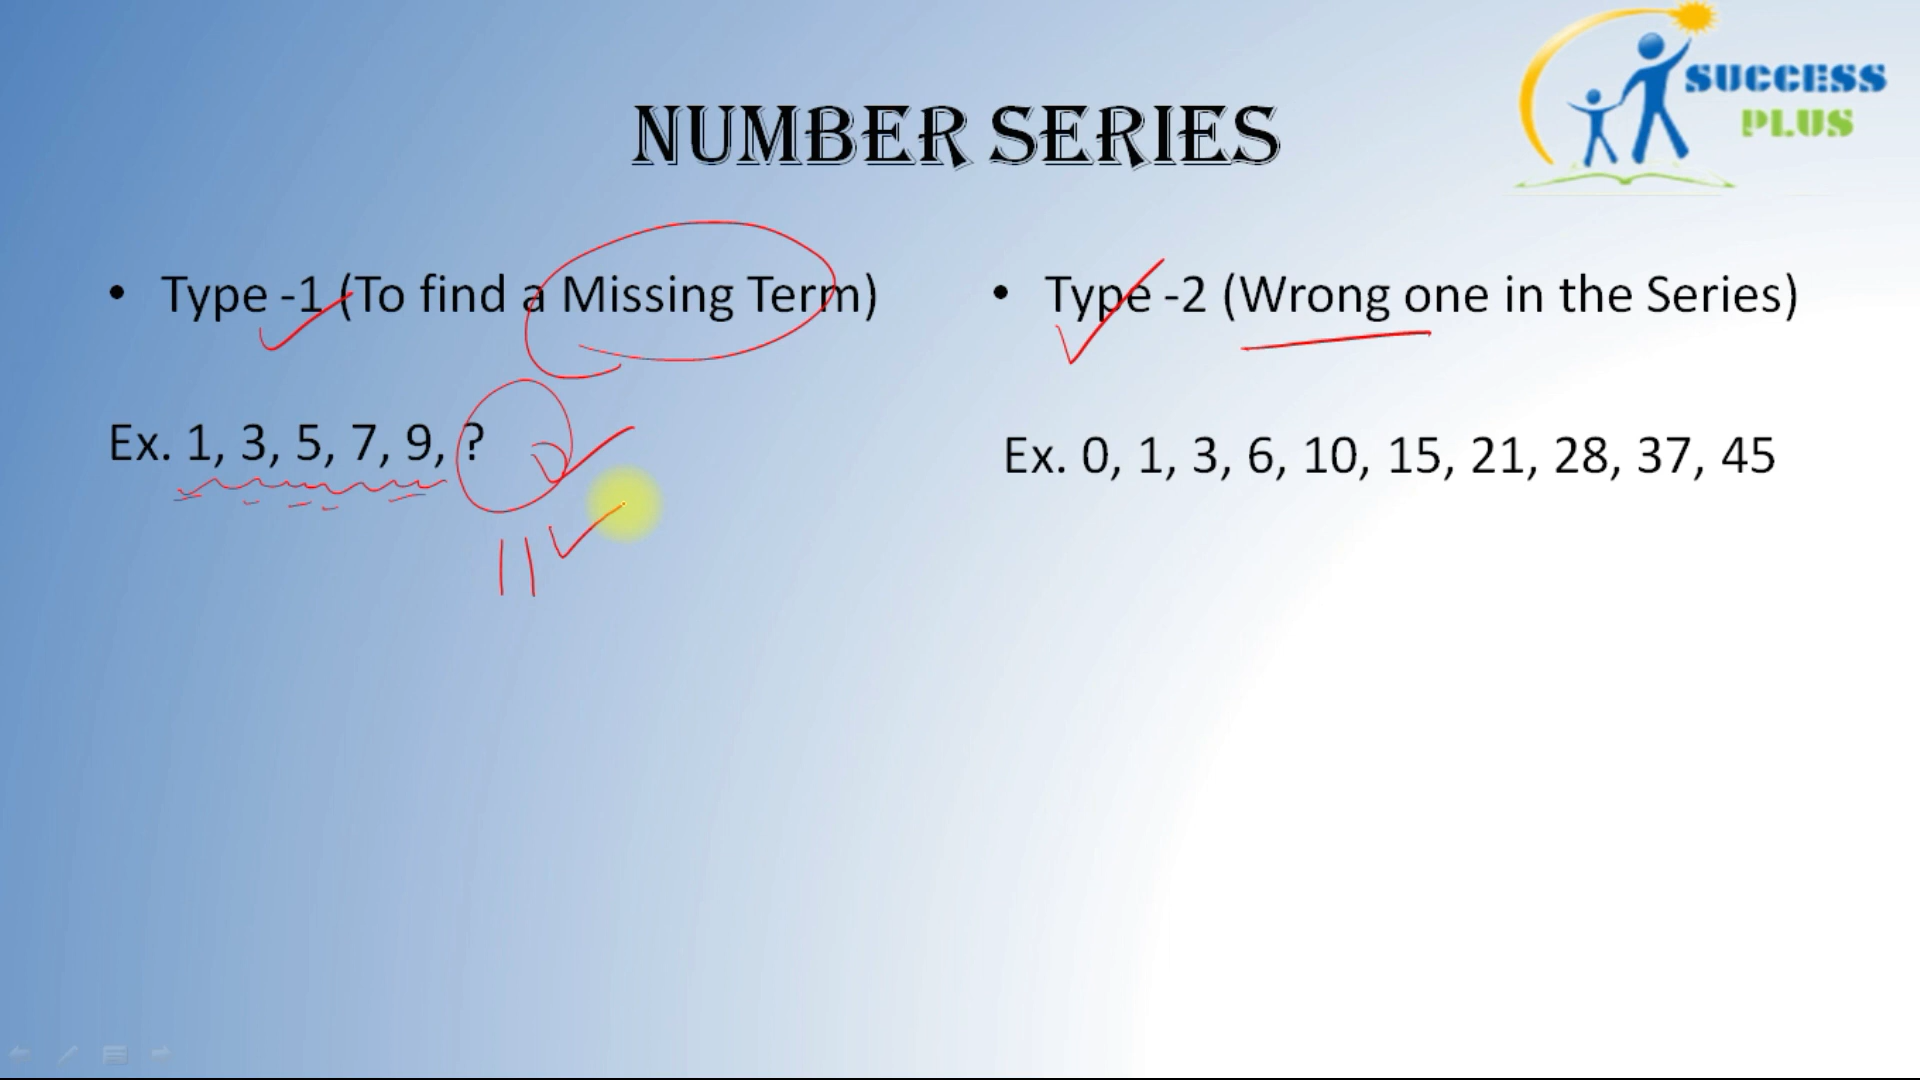 SUCCESS
PLUS
NUMBER SERIES
• Type -1 (To find a Missing Term)
Ex. 1, 3, 5, 7, 9, ?
11
• Type -2 (Wrong one in the Series)
Ex. 0, 1, 3, 6, 10, 15, 21, 28, 37, 45